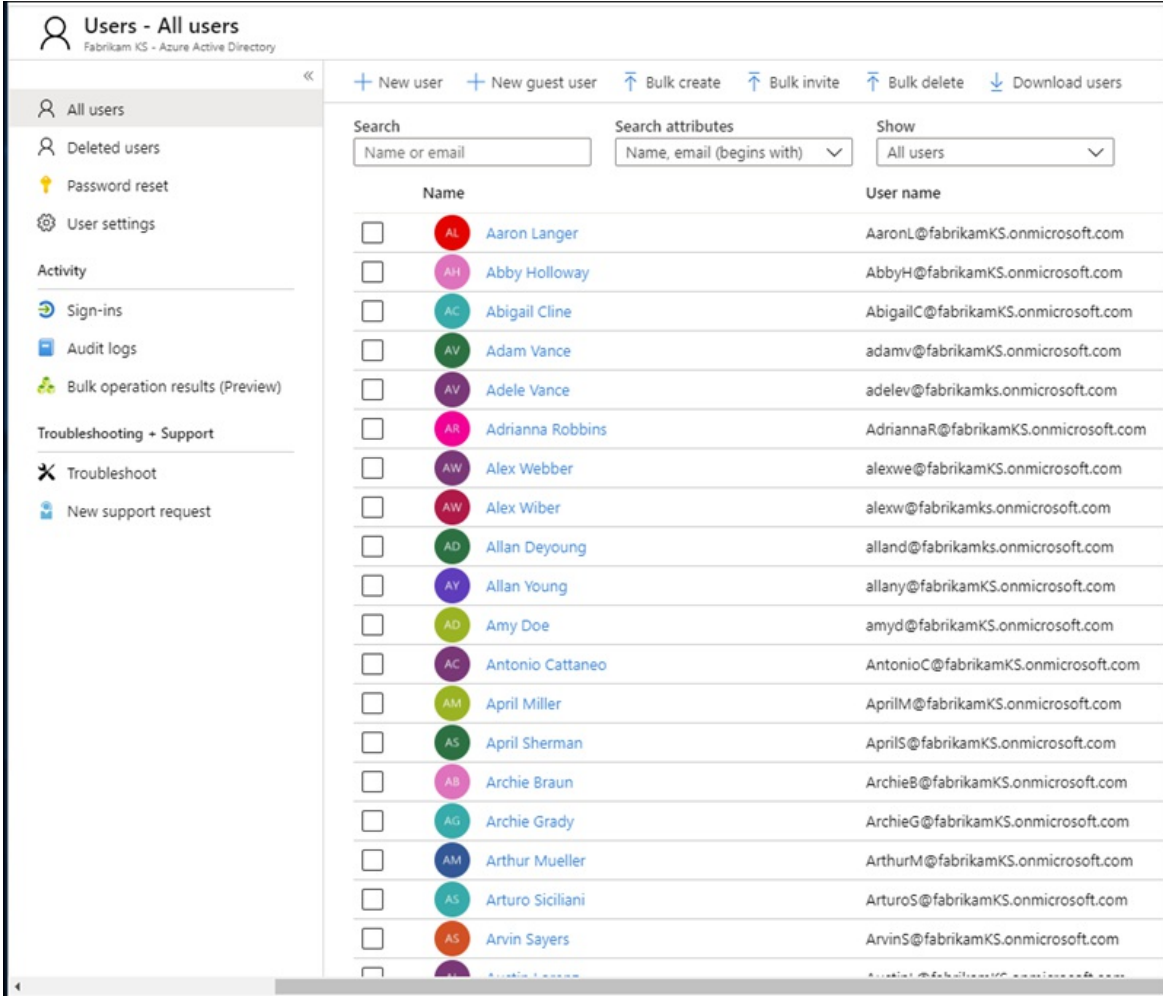 Users - All users
Fabrikam KS - Azure Active Directory
«
All users
Deleted users
Password reset
User settings
Activity
Sign-ins
Audit logs
Bulk operation results (Preview)
Troubleshooting + Support
Troubleshoot
New support request
+ New user + New guest user Bulk create Bulk invite Bulk delete Download users
Search Search attributes Show
Name or email Name, email (begins with) All users
Name User name
AL Aaron Langer AaronL@fabrikamKS.onmicrosoft.com
AH Abby Holloway AbbyH@fabrikamKS.onmicrosoft.com
AC Abigail Cline AbigailC@fabrikamKS.onmicrosoft.com
AV Adam Vance adamv@fabrikamKS.onmicrosoft.com
AV Adele Vance adelev@fabrikamks.onmicrosoft.com
AR Adrianna Robbins AdriannaR@fabrikamKS.onmicrosoft.com
AW Alex Webber alexwe@fabrikamKS.onmicrosoft.com
AW Alex Wiber alexw@fabrikamks.onmicrosoft.com
AD Allan Deyoung alland@fabrikamks.onmicrosoft.com
AY Allan Young allany@fabrikamKS.onmicrosoft.com
AD Amy Doe amyd@fabrikamKS.onmicrosoft.com
AC Antonio Cattaneo AntonioC@fabrikamKS.onmicrosoft.com
AM April Miller AprilM@fabrikamKS.onmicrosoft.com
AS April Sherman AprilS@fabrikamKS.onmicrosoft.com
AB Archie Braun ArchieB@fabrikamKS.onmicrosoft.com
AG Archie Grady ArchieG@fabrikamKS.onmicrosoft.com
AM Arthur Mueller ArthurM@fabrikamKS.onmicrosoft.com
AS Arturo Siciliani ArturoS@fabrikamKS.onmicrosoft.com
AS Arvin Sayers ArvinS@fabrikamKS.onmicrosoft.com